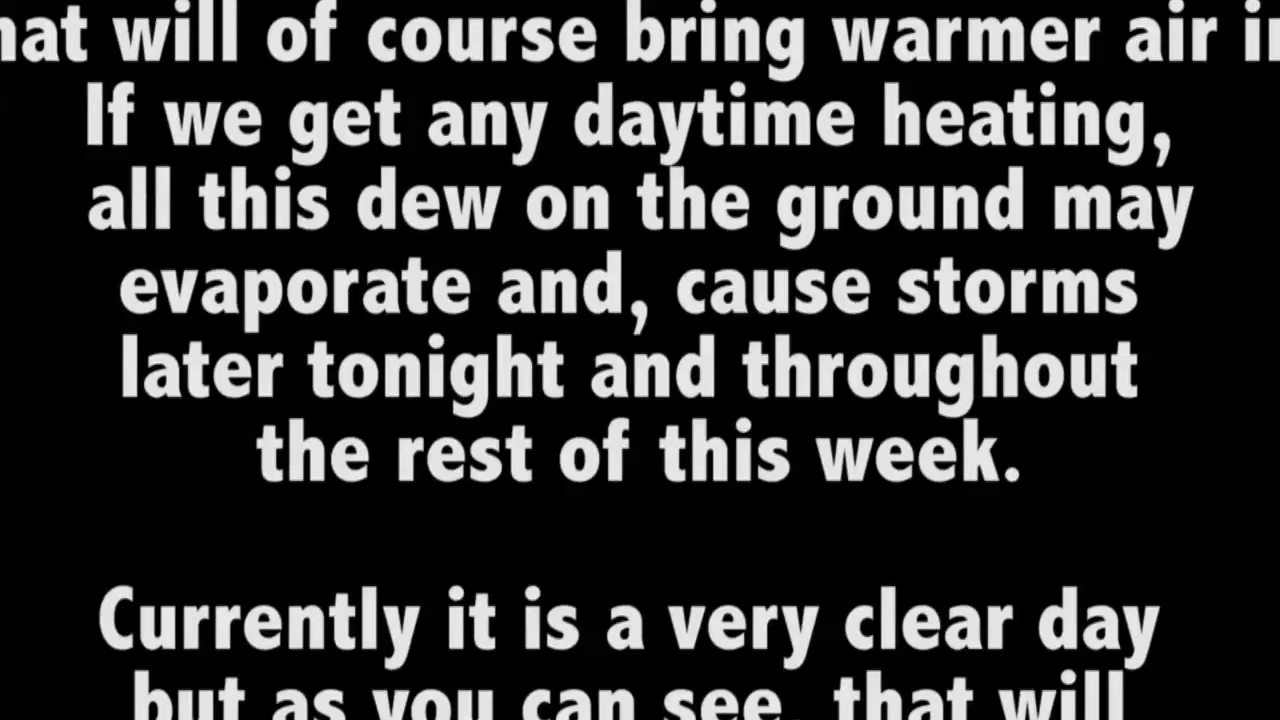 will of course bring warmer air
If we get any daytime heating,
all this dew on the ground may
evaporate and, cause storms
later tonight and throughout
the rest of this week.
Currently it is a very clear day
but as you can see, that will